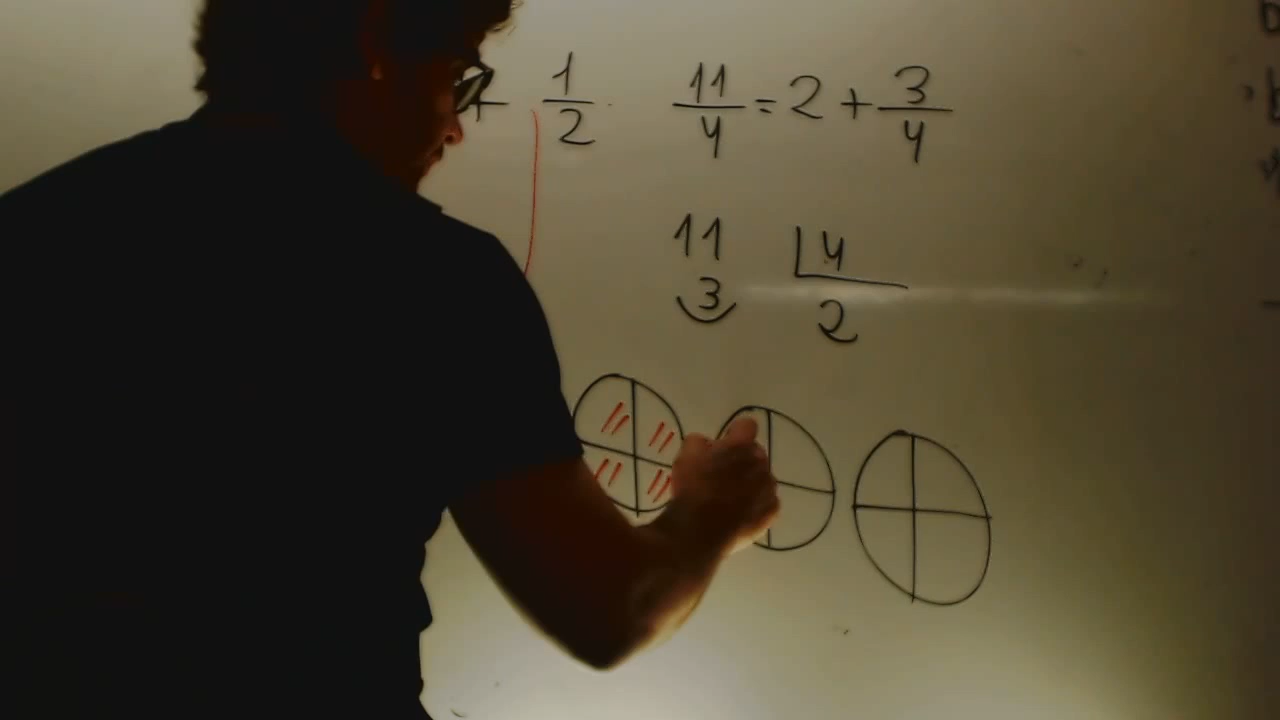 + 1/2   11/4 = 2 + 3/4
11 | 4
3   2